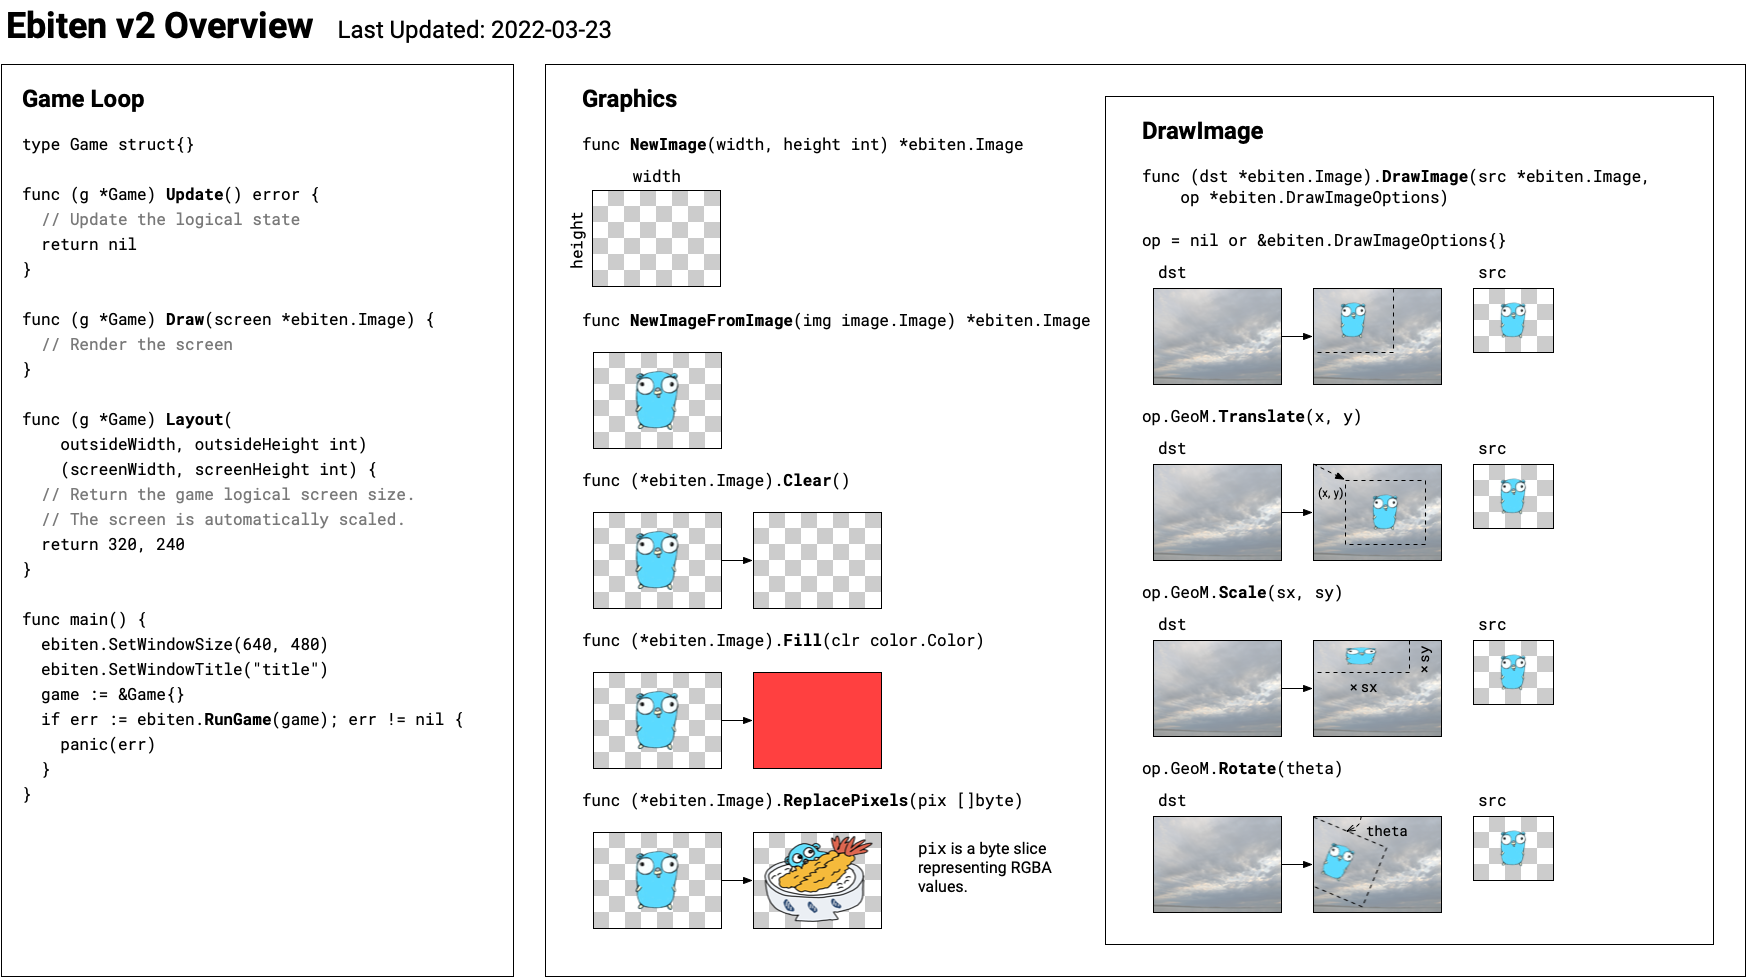 Ebiten v2 Overview Last Updated: 2022-03-23
Game Loop
type Game struct{}
func (g *Game) Update() error {
// Update the logical state
return nil
}
func (g *Game) Draw(screen *ebiten.Image) {
// Render the screen
}
func (g *Game) Layout(
outsideWidth, outsideHeight int)
(screenWidth, screenHeight int) {
// Return the game logical screen size.
// The screen is automatically scaled.
return 320, 240
}
func main() {
ebiten.SetWindowSize(640, 480)
ebiten.SetWindowTitle("title")
game := &Game{}
if err := ebiten.RunGame(game); err != nil {
panic(err)
}
}
Graphics
func NewImage(width, height int) *ebiten.Image
width
height
func NewImageFromImage(img image.Image) *ebiten.Image
func (*ebiten.Image).Clear()
func (*ebiten.Image).Fill(clr color.Color)
func (*ebiten.Image).ReplacePixels(pix []byte)
pix is a byte slice
representing RGBA
values.
DrawImage
func (dst *ebiten.Image).DrawImage(src *ebiten.Image,
op *ebiten.DrawImageOptions)
op = nil or &ebiten.DrawImageOptions{}
dst src
op.GeoM.Translate(x, y)
dst src
(x, y)
op.GeoM.Scale(sx, sy)
dst src
× sy
× sx
op.GeoM.Rotate(theta)
dst src
theta